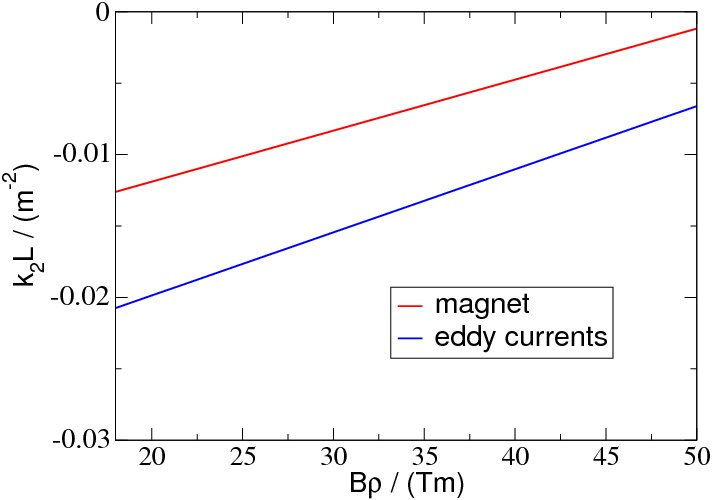 0
-0.01
-0.02
-0.03
k₂L / (m⁻²)
magnet
eddy currents
20 25 30 35 40 45 50
Bρ / (Tm)